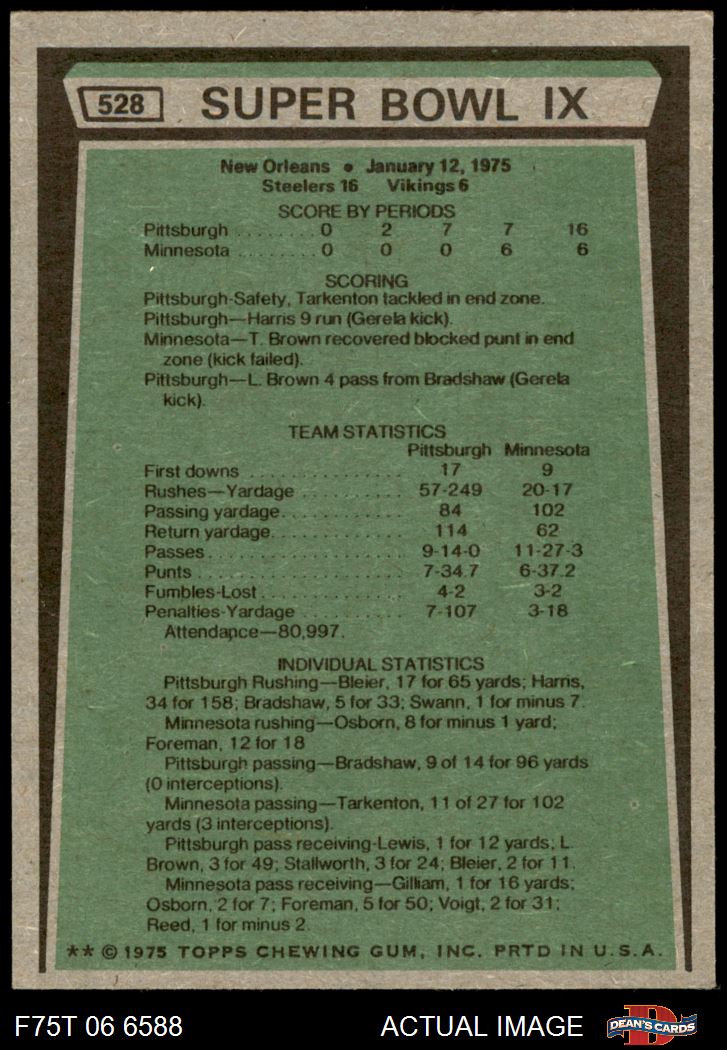 528 SUPER BOWL IX
New Orleans • January 12, 1975
Steelers 16 Vikings 6
SCORE BY PERIODS
Pittsburgh ........ 0 2 7 7 16
Minnesota ........ 0 0 0 6 6
SCORING
Pittsburgh-Safety, Tarkenton tackled in end zone.
Pittsburgh—Harris 9 run (Gerela kick).
Minnesota—T. Brown recovered blocked punt in end
zone (kick failed).
Pittsburgh—L. Brown 4 pass from Bradshaw (Gerela
kick).
TEAM STATISTICS
Pittsburgh Minnesota
First downs ............... 17 9
Rushes—Yardage .......... 57-249 20-17
Passing yardage............ 84 102
Return yardage............. 114 62
Passes.................... 9-14-0 11-27-3
Punts .................... 7-34.7 6-37.2
Fumbles-Lost.............. 4-2 3-2
Penalties-Yardage .......... 7-107 3-18
Attendance—80,997.
INDIVIDUAL STATISTICS
Pittsburgh Rushing—Bleier, 17 for 65 yards; Harris,
34 for 158; Bradshaw, 5 for 33; Swann, 1 for minus 7.
Minnesota rushing—Osborn, 8 for minus 1 yard;
Foreman, 12 for 18
Pittsburgh passing—Bradshaw, 9 of 14 for 96 yards
(0 interceptions).
Minnesota passing—Tarkenton, 11 of 27 for 102
yards (3 interceptions).
Pittsburgh pass receiving-Lewis, 1 for 12 yards; L.
Brown, 3 for 49; Stallworth, 3 for 24; Bleier, 2 for 11.
Minnesota pass receiving—Gilliam, 1 for 16 yards;
Osborn, 2 for 7; Foreman, 5 for 50; Voigt, 2 for 31;
Reed, 1 for minus 2.
** © 1975 TOPPS CHEWING GUM, INC. PRTD IN U.S.A.
F75T 06 6588 ACTUAL IMAGE D DEAN'S CARDS